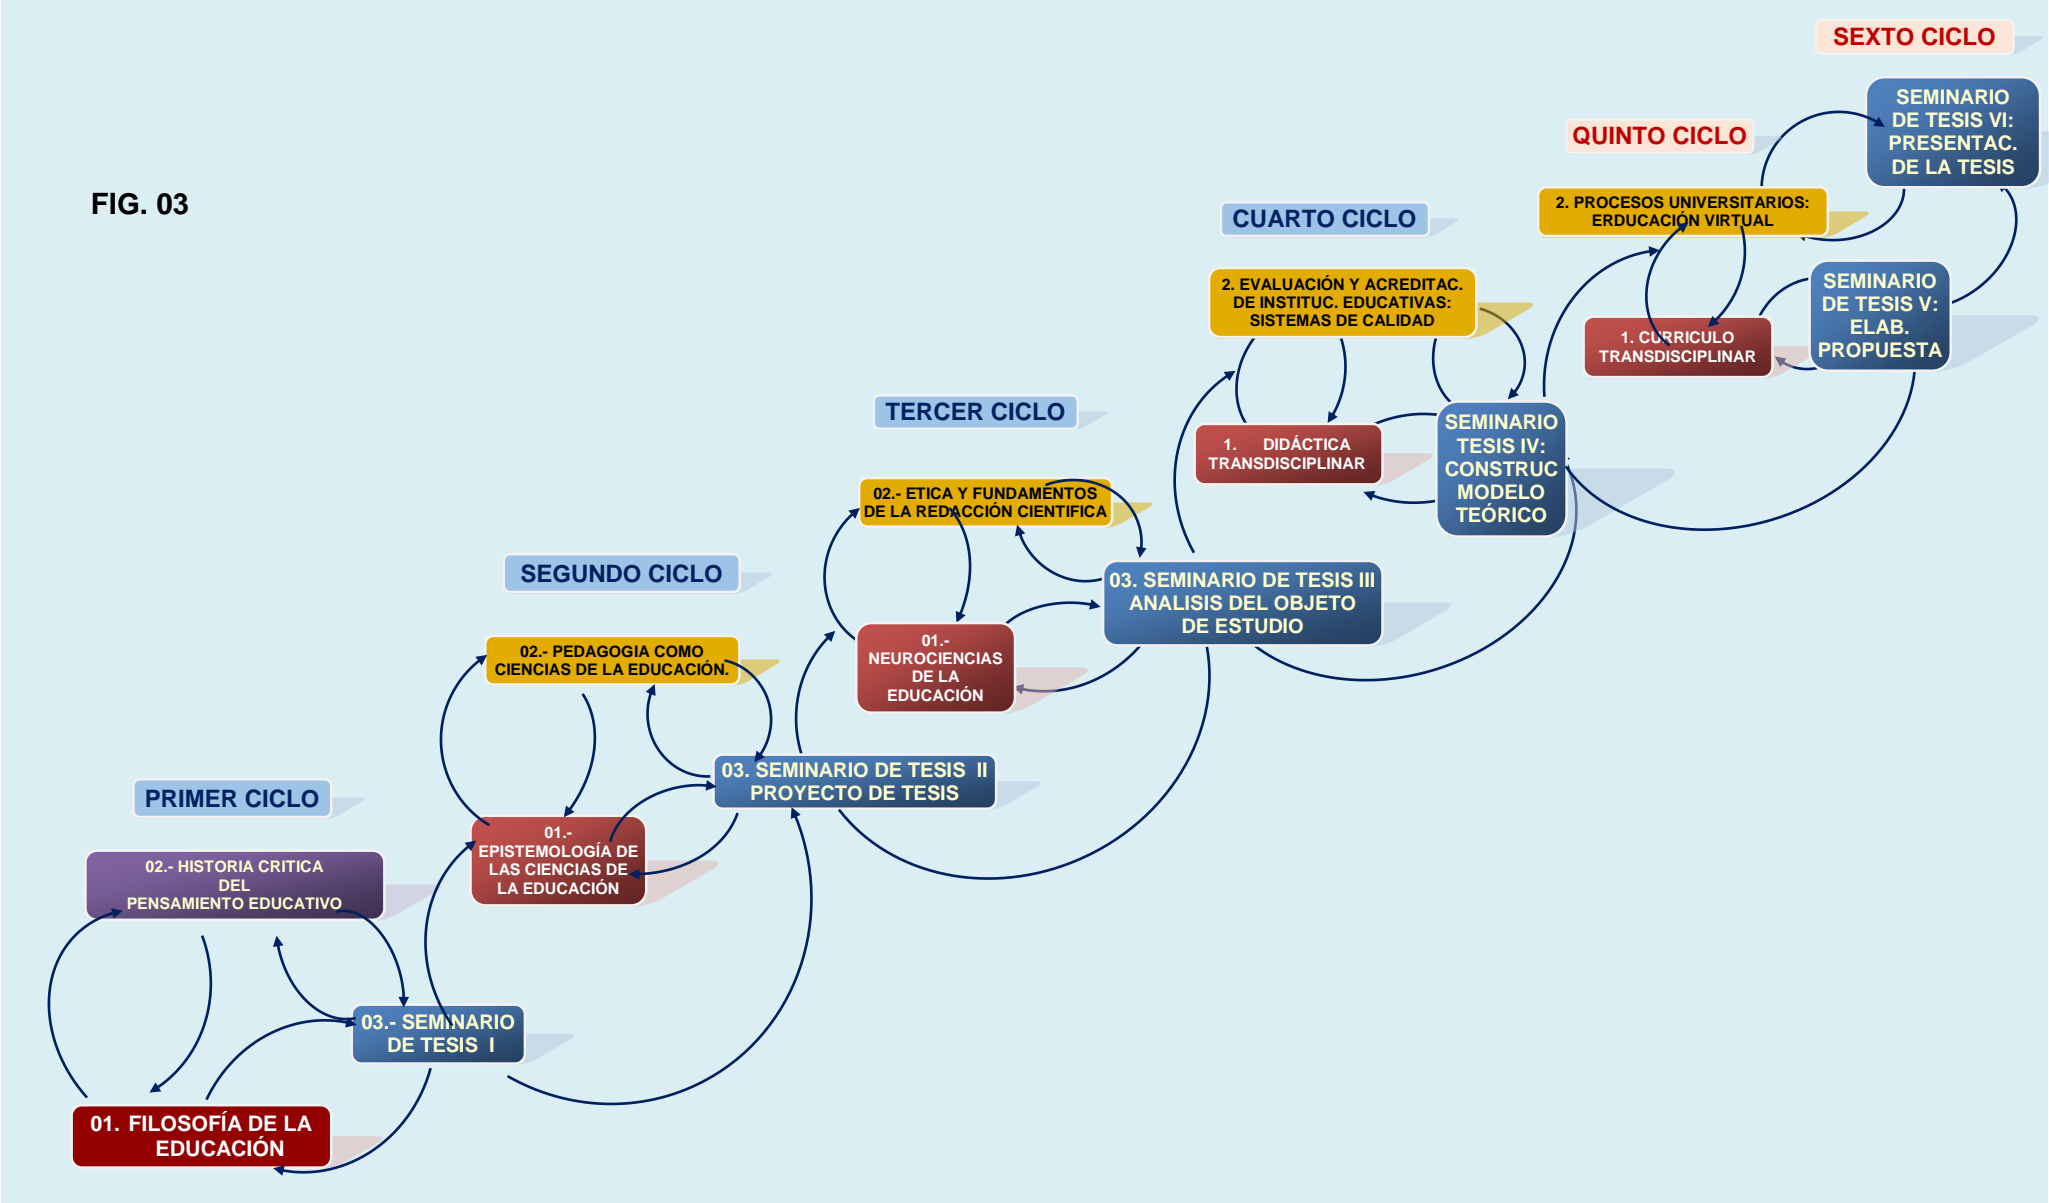 SEXTO CICLO
SEMINARIO
DE TESIS VI:
PRESENTAC.
DE LA TESIS
QUINTO CICLO
2. PROCESOS UNIVERSITARIOS:
ERDUCACIÓN VIRTUAL
SEMINARIO
DE TESIS V:
ELAB.
PROPUESTA
1. CURRICULO
TRANSDISCIPLINAR
FIG. 03
CUARTO CICLO
2. EVALUACIÓN Y ACREDITAC.
DE INSTITUC. EDUCATIVAS:
SISTEMAS DE CALIDAD
1. DIDÁCTICA
TRANSDISCIPLINAR
SEMINARIO
TESIS IV:
CONSTRUC
MODELO
TEÓRICO
TERCER CICLO
02.- ETICA Y FUNDAMENTOS
DE LA REDACCIÓN CIENTIFICA
03. SEMINARIO DE TESIS III
ANALISIS DEL OBJETO
DE ESTUDIO
01.-
NEUROCIENCIAS
DE LA
EDUCACIÓN
SEGUNDO CICLO
02.- PEDAGOGIA COMO
CIENCIAS DE LA EDUCACIÓN.
03. SEMINARIO DE TESIS II
PROYECTO DE TESIS
01.-
EPISTEMOLOGÍA DE
LAS CIENCIAS DE
LA EDUCACIÓN
PRIMER CICLO
02.- HISTORIA CRITICA
DEL
PENSAMIENTO EDUCATIVO
03.- SEMINARIO
DE TESIS I
01. FILOSOFÍA DE LA
EDUCACIÓN